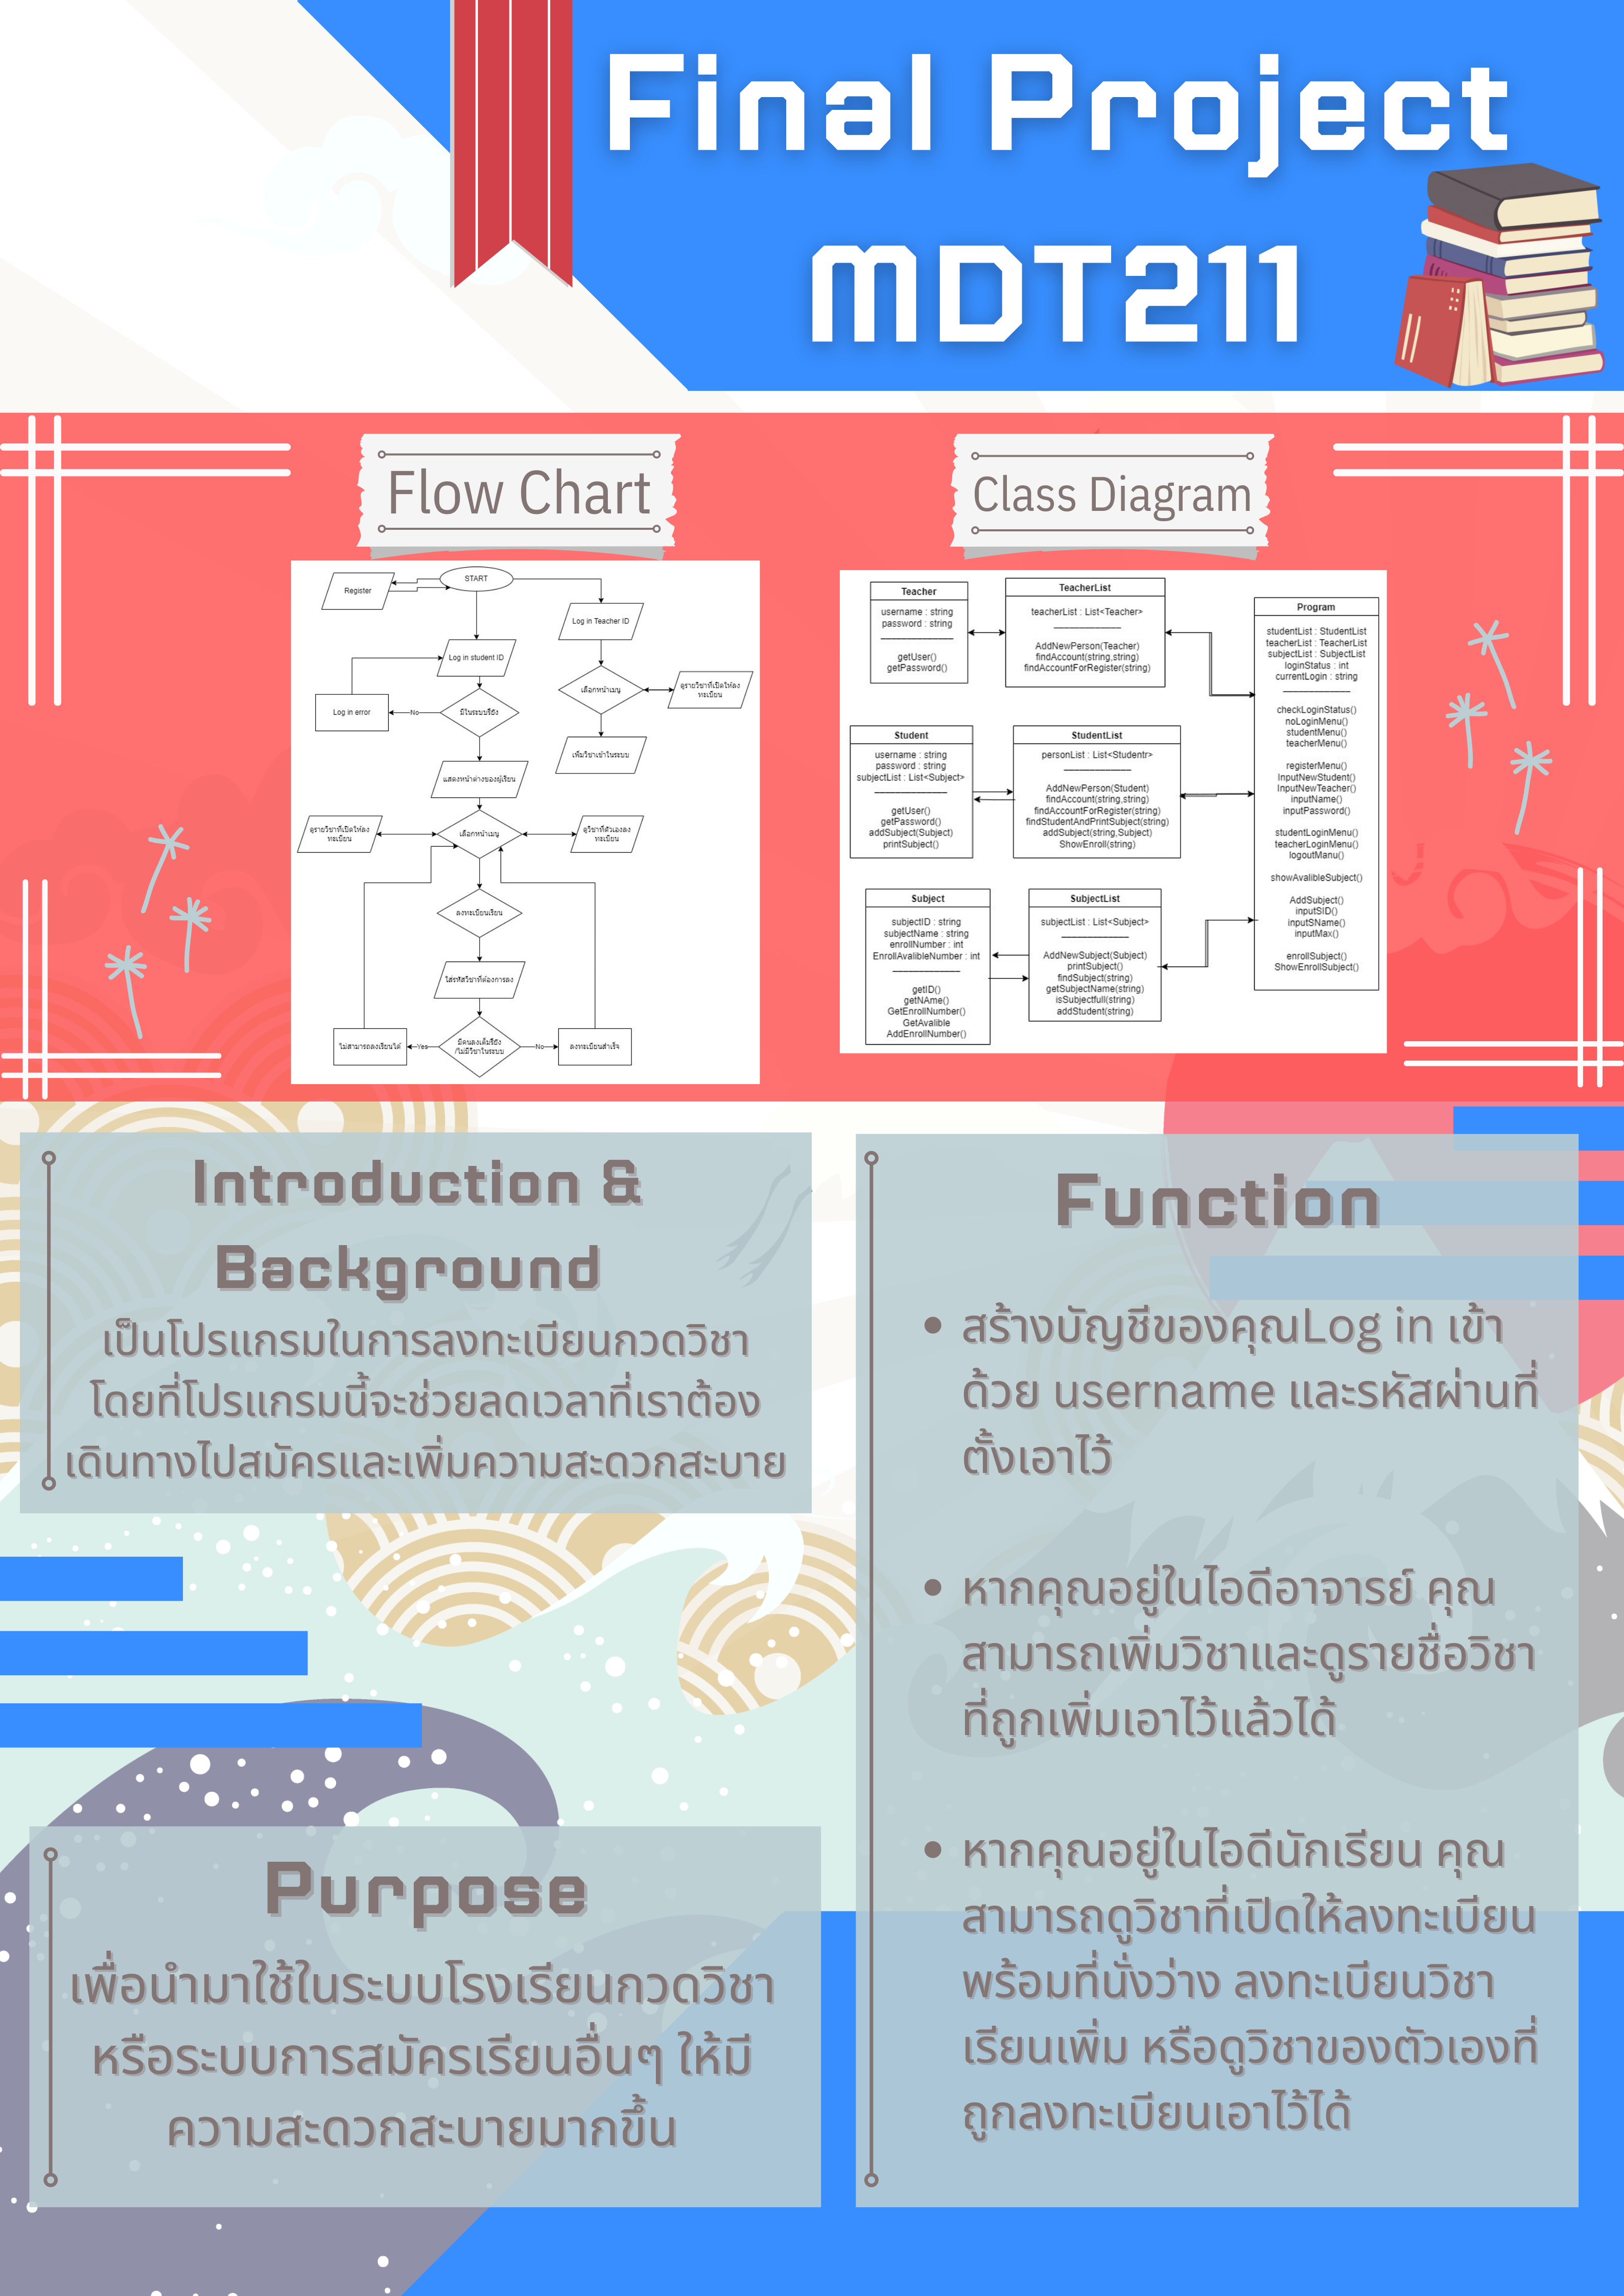 Final Project
MDT211
Flow Chart
START
Register
Log in Teacher ID
Log in student ID
เลือกหน้าเมนู
ดูรายวิชาที่เปิดให้ลง
ทะเบียน
Log in error
No
มีในระบบรึยัง
เพิ่มวิชาเข้าในระบบ
แสดงหน้าต่างของผู้เรียน
ดูรายวิชาที่เปิดให้ลง
ทะเบียน
เลือกหน้าเมนู
ดูวิชาที่ตัวเองลง
ทะเบียน
ลงทะเบียนเรียน
ใส่รหัสวิชาที่ต้องการลง
ไม่สามารถลงเรียนได้
Yes
มีคนลงเต็มรึยัง
/ไม่มีวิชาในระบบ
No
ลงทะเบียนสำเร็จ
Class Diagram
Teacher
username : string
password : string
getUser()
getPassword()
TeacherList
teacherList : List<Teacher>
AddNewPerson(Teacher)
findAccount(string,string)
findAccountForRegister(string)
Student
username : string
password : string
subjectList : List<Subject>
getUser()
getPassword()
addSubject(Subject)
printSubject()
StudentList
personList : List<Studentr>
AddNewPerson(Student)
findAccount(string,string)
findAccountForRegister(string)
findStudentAndPrintSubject(string)
addSubject(string,Subject)
ShowEnroll(string)
Subject
subjectID : string
subjectName : string
enrollNumber : int
EnrollAvalibleNumber : int
getID()
getNAme()
GetEnrollNumber()
GetAvalible
AddEnrollNumber()
SubjectList
subjectList : List<Subject>
AddNewSubject(Subject)
printSubject()
findSubject(string)
getSubjectName(string)
isSubjectfull(string)
addStudent(string)
Program
studentList : StudentList
teacherList : TeacherList
subjectList : SubjectList
loginStatus : int
currentLogin : string
checkLoginStatus()
noLoginMenu()
studentMenu()
teacherMenu()
registerMenu()
InputNewStudent()
InputNewTeacher()
inputName()
inputPassword()
studentLoginMenu()
teacherLoginMenu()
logoutManu()
showAvalibleSubject()
AddSubject()
inputSID()
inputSName()
inputMax()
enrollSubject()
ShowEnrollSubject()
Introduction &
Background
เป็นโปรแกรมในการลงทะเบียนกวดวิชา
โดยที่โปรแกรมนี้จะช่วยลดเวลาที่เราต้อง
เดินทางไปสมัครและเพิ่มความสะดวกสะบาย
Purpose
เพื่อนำมาใช้ในระบบโรงเรียนกวดวิชา
หรือระบบการสมัครเรียนอื่นๆ ให้มี
ความสะดวกสะบายมากขึ้น
Function
• สร้างบัญชีของคุณLog in เข้า
ด้วย username และรหัสผ่านที่
ตั้งเอาไว้
• หากคุณอยู่ในไอดีอาจารย์ คุณ
สามารถเพิ่มวิชาและดูรายชื่อวิชา
ที่ถูกเพิ่มเอาไว้แล้วได้
• หากคุณอยู่ในไอดีนักเรียน คุณ
สามารถดูวิชาที่เปิดให้ลงทะเบียน
พร้อมที่นั่งว่าง ลงทะเบียนวิชา
เรียนเพิ่ม หรือดูวิชาของตัวเองที่
ถูกลงทะเบียนเอาไว้ได้